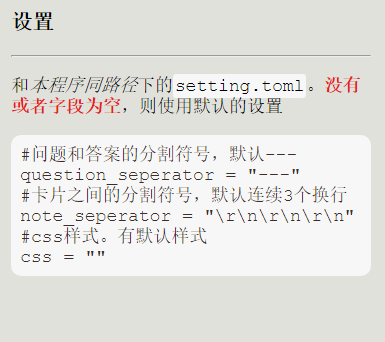 设置
和本程序同路径下的setting.toml。没有
或者字段为空，则使用默认的设置
#问题和答案的分割符号，默认---
question_seperator = "---"
#卡片之间的分割符号，默认连续3个换行
note_seperator = "\r\n\r\n\r\n"
#css样式。有默认样式
css = ""